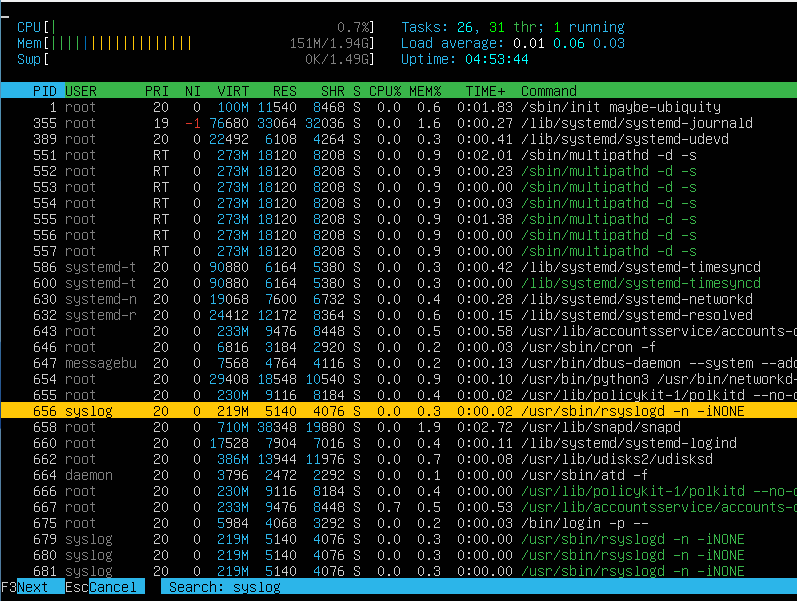 CPU[| 0.7%] Tasks: 26, 31 thr; 1 running
Mem[|||||||||||||||||| 151M/1.94G] Load average: 0.01 0.06 0.03
Swp[ 0K/1.49G] Uptime: 04:53:44
PID USER PRI NI VIRT RES SHR S CPU% MEM% TIME+ Command
1 root 20 0 100M 11540 8468 S 0.0 0.6 0:01.83 /sbin/init maybe-ubiquity
355 root 19 -1 76680 33064 32036 S 0.0 1.6 0:00.27 /lib/systemd/systemd-journald
389 root 20 0 22492 6108 4264 S 0.0 0.3 0:00.41 /lib/systemd/systemd-udevd
551 root RT 0 273M 18120 8208 S 0.0 0.9 0:02.01 /sbin/multipathd -d -s
552 root RT 0 273M 18120 8208 S 0.0 0.9 0:00.23 /sbin/multipathd -d -s
553 root RT 0 273M 18120 8208 S 0.0 0.9 0:00.00 /sbin/multipathd -d -s
554 root RT 0 273M 18120 8208 S 0.0 0.9 0:00.03 /sbin/multipathd -d -s
555 root RT 0 273M 18120 8208 S 0.0 0.9 0:01.38 /sbin/multipathd -d -s
556 root RT 0 273M 18120 8208 S 0.0 0.9 0:00.00 /sbin/multipathd -d -s
557 root RT 0 273M 18120 8208 S 0.0 0.9 0:00.00 /sbin/multipathd -d -s
586 systemd-t 20 0 90880 6164 5380 S 0.0 0.3 0:00.42 /lib/systemd/systemd-timesyncd
600 systemd-t 20 0 90880 6164 5380 S 0.0 0.3 0:00.00 /lib/systemd/systemd-timesyncd
630 systemd-n 20 0 19068 7600 6732 S 0.0 0.4 0:00.28 /lib/systemd/systemd-networkd
632 systemd-r 20 0 24412 12172 8364 S 0.0 0.6 0:00.15 /lib/systemd/systemd-resolved
643 root 20 0 233M 9476 8448 S 0.0 0.5 0:00.58 /usr/lib/accountsservice/accounts-d
646 root 20 0 6816 3184 2920 S 0.0 0.2 0:00.03 /usr/sbin/cron -f
647 messagebu 20 0 7568 4764 4116 S 0.0 0.2 0:00.13 /usr/bin/dbus-daemon --system --add
654 root 20 0 29408 18548 10540 S 0.0 0.9 0:00.10 /usr/bin/python3 /usr/bin/networkd-
655 root 20 0 230M 9116 8184 S 0.0 0.4 0:00.02 /usr/lib/policykit-1/polkitd --no-d
656 syslog 20 0 219M 5140 4076 S 0.0 0.3 0:00.02 /usr/sbin/rsyslogd -n -iNONE
658 root 20 0 710M 38348 19880 S 0.0 1.9 0:02.72 /usr/lib/snapd/snapd
660 root 20 0 17528 7904 7016 S 0.0 0.4 0:00.11 /lib/systemd/systemd-logind
662 root 20 0 386M 13944 11976 S 0.0 0.7 0:00.08 /usr/lib/udisks2/udisksd
664 daemon 20 0 3796 2472 2292 S 0.0 0.1 0:00.00 /usr/sbin/atd -f
666 root 20 0 230M 9116 8184 S 0.0 0.4 0:00.00 /usr/lib/policykit-1/polkitd --no-d
667 root 20 0 233M 9476 8448 S 0.7 0.5 0:00.53 /usr/lib/accountsservice/accounts-d
675 root 20 0 5984 4068 3292 S 0.0 0.2 0:00.03 /bin/login -p --
679 syslog 20 0 219M 5140 4076 S 0.0 0.3 0:00.00 /usr/sbin/rsyslogd -n -iNONE
680 syslog 20 0 219M 5140 4076 S 0.0 0.3 0:00.00 /usr/sbin/rsyslogd -n -iNONE
681 syslog 20 0 219M 5140 4076 S 0.0 0.3 0:00.00 /usr/sbin/rsyslogd -n -iNONE
F3Next EscCancel Search: syslog